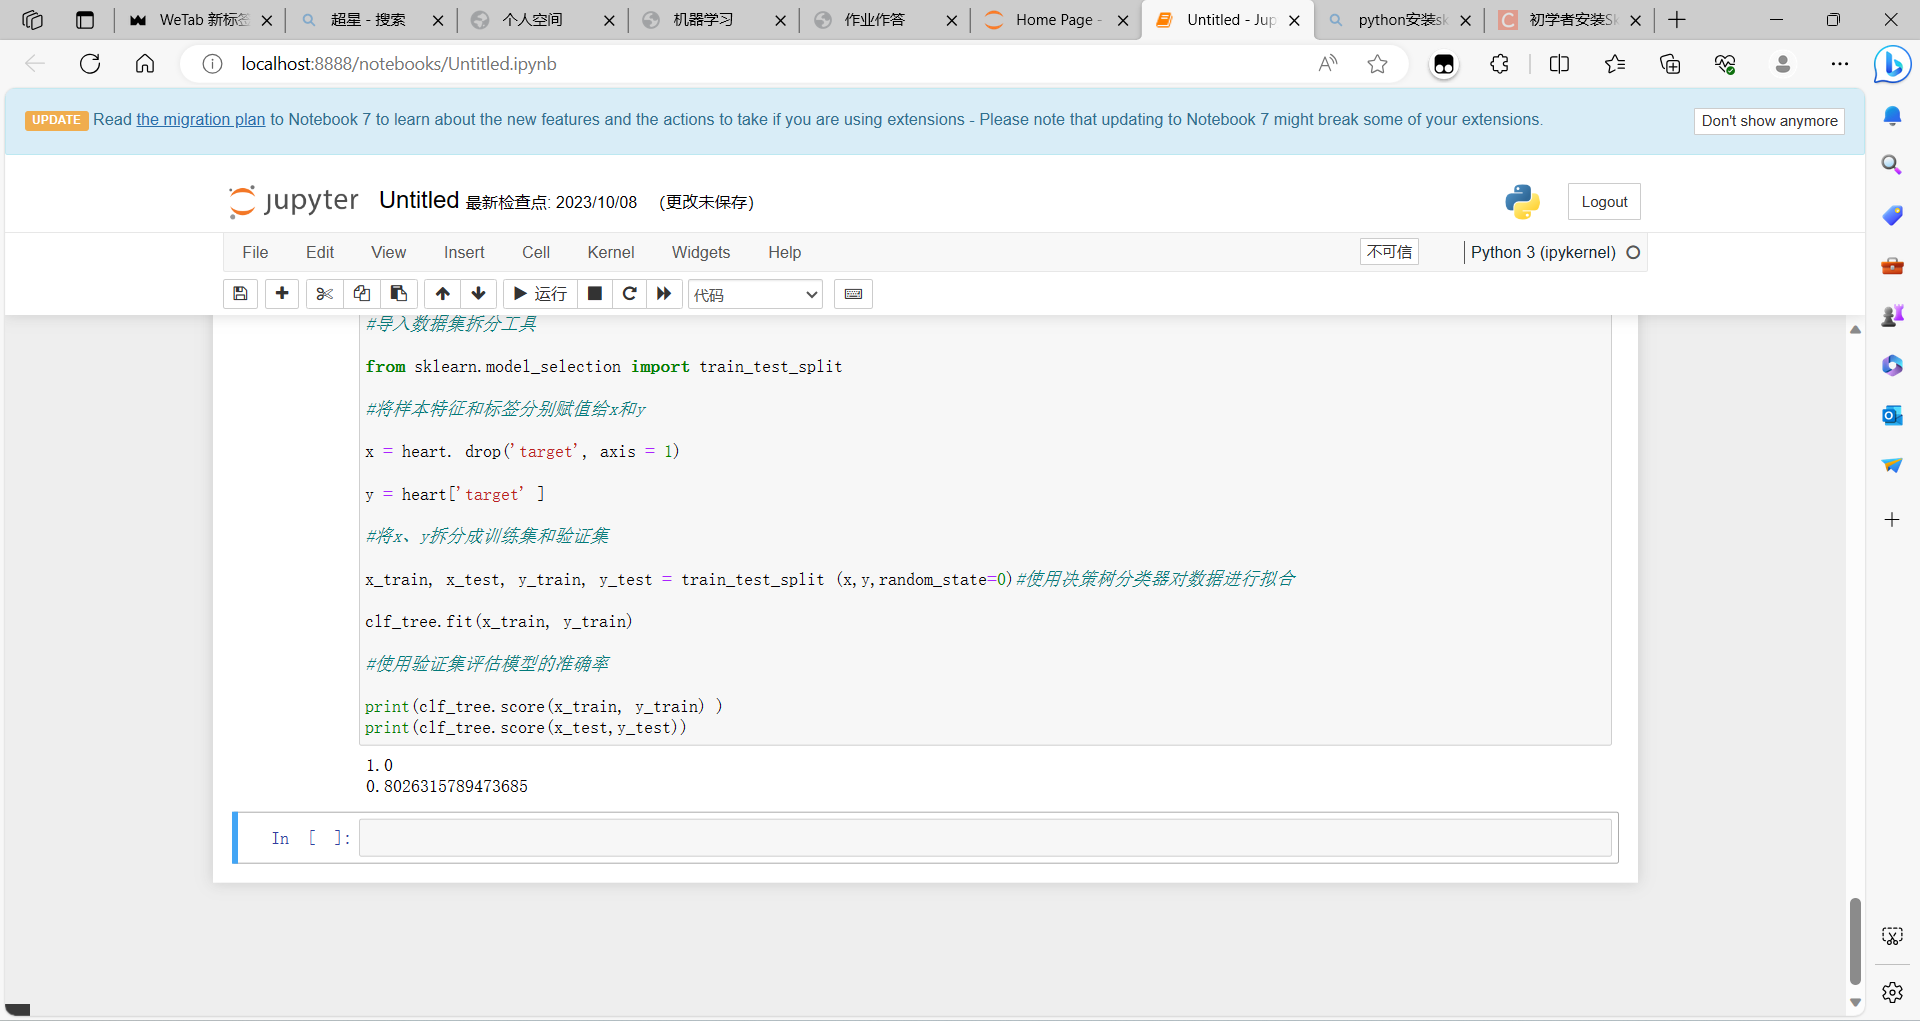 WeTab 新标签
超星 - 搜索
个人空间
机器学习
作业作答
Home Page -
Untitled - Jup
python安装sk
初学者安装Sk
localhost:8888/notebooks/Untitled.ipynb
UPDATE Read the migration plan to Notebook 7 to learn about the new features and the actions to take if you are using extensions - Please note that updating to Notebook 7 might break some of your extensions.
Don't show anymore
jupyter Untitled 最新检查点: 2023/10/08 (更改未保存)
Logout
File Edit View Insert Cell Kernel Widgets Help
不可信
Python 3 (ipykernel)
运行
代码
#导入数据集拆分工具
from sklearn.model_selection import train_test_split
#将样本特征和标签分别赋值给x和y
x = heart. drop('target', axis = 1)
y = heart['target' ]
#将x、y拆分成训练集和验证集
x_train, x_test, y_train, y_test = train_test_split (x,y,random_state=0)#使用决策树分类器对数据进行拟合
clf_tree.fit(x_train, y_train)
#使用验证集评估模型的准确率
print(clf_tree.score(x_train, y_train) )
print(clf_tree.score(x_test,y_test))
1.0
0.8026315789473685
In [ ]: